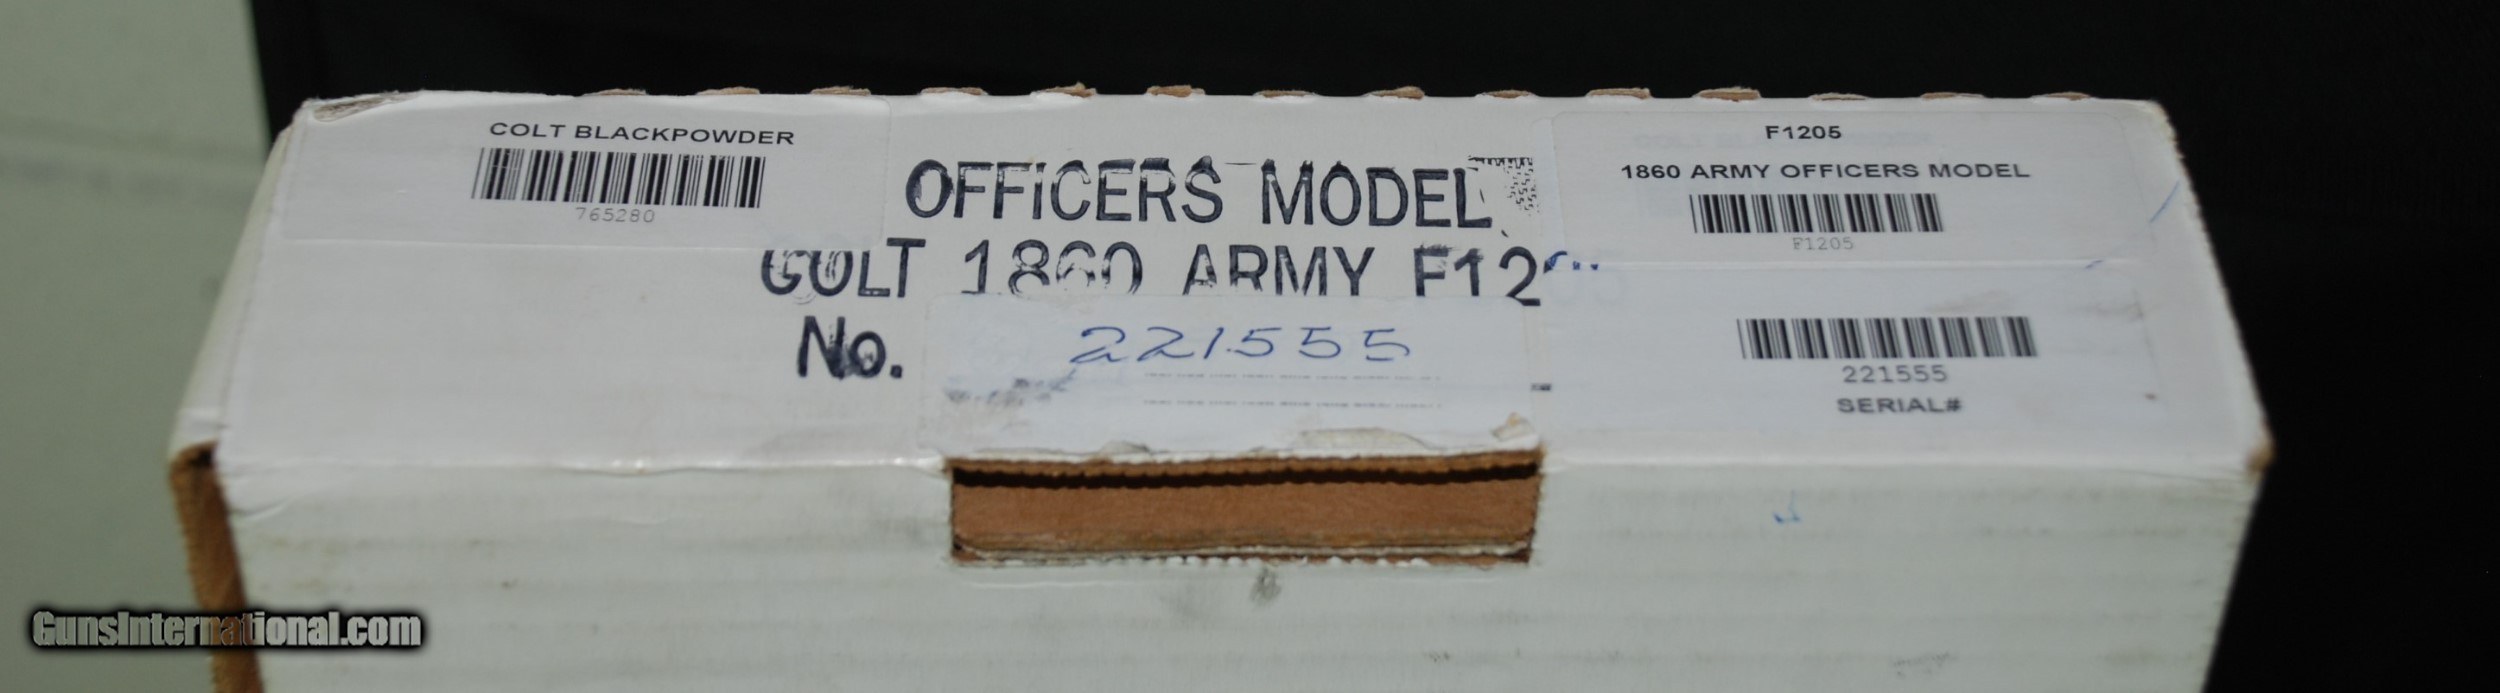 COLT BLACKPOWDER
765280
OFFICERS MODEL
COLT 1860 ARMY F12
No. 221555
F1205
1860 ARMY OFFICERS MODEL
F1205
221555
SERIAL#
GunsInternational.com